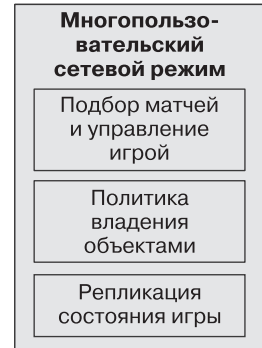 Многопользо-
вательский
сетевой режим
Подбор матчей
и управление
игрой
Политика
владения
объектами
Репликация
состояния игры